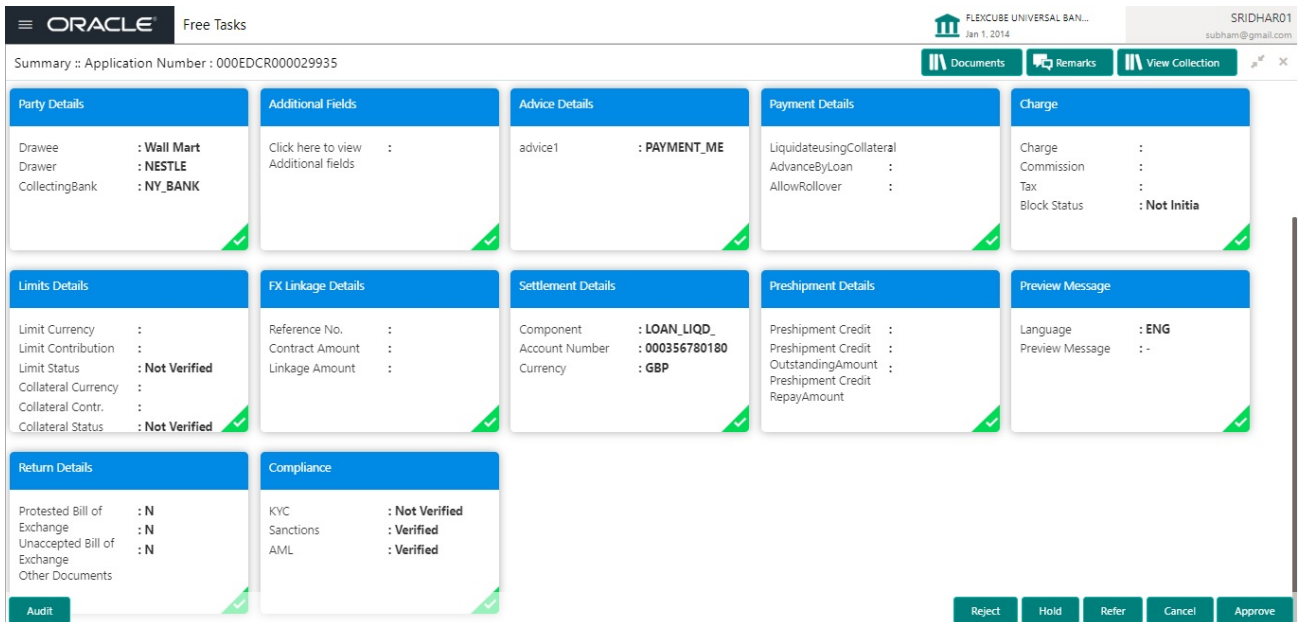 ORACLE Free Tasks
FLEXCUBE UNIVERSAL BAN...
Jan 1, 2014
SRIDHAR01
subham@gmail.com
Summary :: Application Number : 000EDCR000029935
Documents
Remarks
View Collection
Party Details
Drawee : Wall Mart
Drawer : NESTLE
CollectingBank : NY_BANK
Additional Fields
Click here to view :
Additional fields
Advice Details
advice1 : PAYMENT_ME
Payment Details
LiquidateusingCollateral
AdvanceByLoan :
AllowRollover :
Charge
Charge :
Commission :
Tax :
Block Status : Not Initia
Limits Details
Limit Currency :
Limit Contribution :
Limit Status : Not Verified
Collateral Currency :
Collateral Contr. :
Collateral Status : Not Verified
FX Linkage Details
Reference No. :
Contract Amount :
Linkage Amount :
Settlement Details
Component : LOAN_LIQD_
Account Number : 000356780180
Currency : GBP
Preshipment Details
Preshipment Credit :
Preshipment Credit :
OutstandingAmount :
Preshipment Credit
RepayAmount
Preview Message
Language : ENG
Preview Message : -
Return Details
Protested Bill of : N
Exchange : N
Unaccepted Bill of : N
Exchange
Other Documents
Compliance
KYC : Not Verified
Sanctions : Verified
AML : Verified
Audit
Reject
Hold
Refer
Cancel
Approve